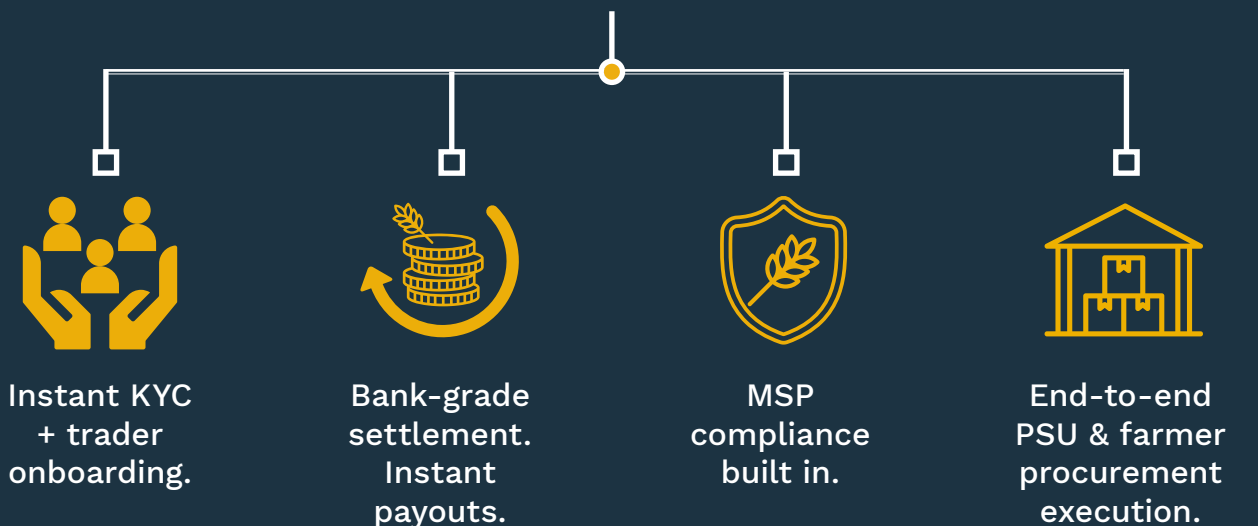 Instant KYC
+ trader
onboarding.
Bank-grade
settlement.
Instant
payouts.
MSP
compliance
built in.
End-to-end
PSU & farmer
procurement
execution.